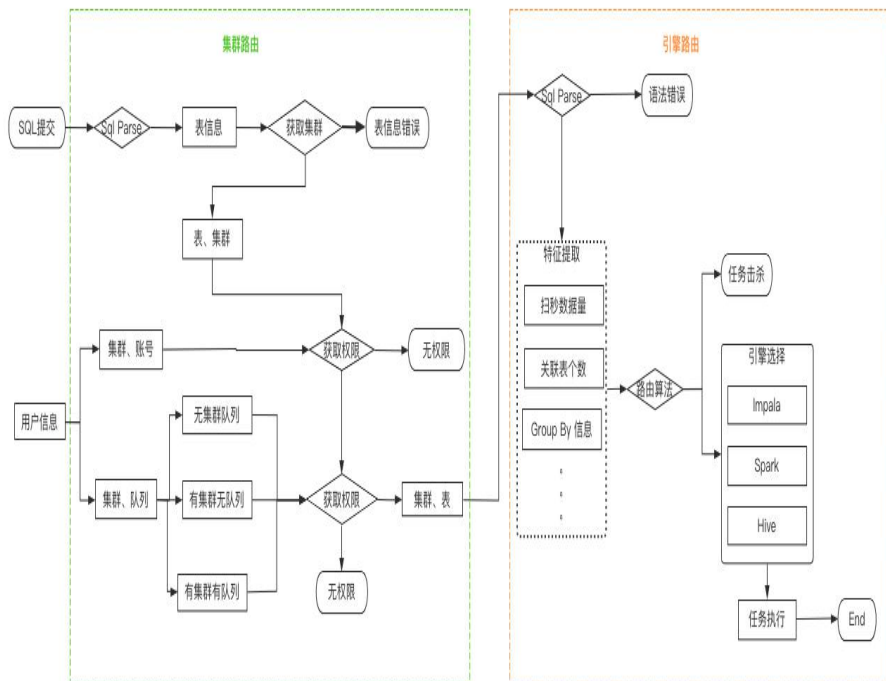 集群路由
SQL提交
Sql Parse
表信息
获取集群
表信息错误
表、集群
集群、账号
获取权限
无权限
用户信息
无集群队列
集群、队列
有集群无队列
获取权限
集群、表
有集群有队列
无权限
引擎路由
Sql Parse
语法错误
特征提取
扫秒数据量
关联表个数
Group By 信息
路由算法
任务击杀
引擎选择
Impala
Spark
Hive
任务执行
End